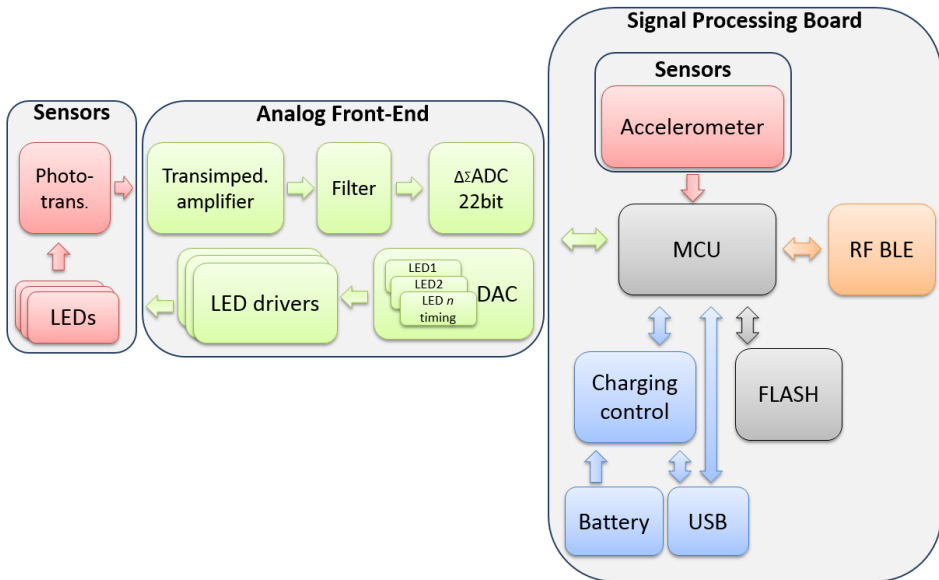 Signal Processing Board
Sensors
Accelerometer
Sensors
Analog Front-End
Photo-
trans.
Transimped.
amplifier
Filter
ΔΣADC
22bit
MCU
RF BLE
LEDs
LED drivers
LED1
LED2
LED n
timing
DAC
Charging
control
FLASH
Battery
USB